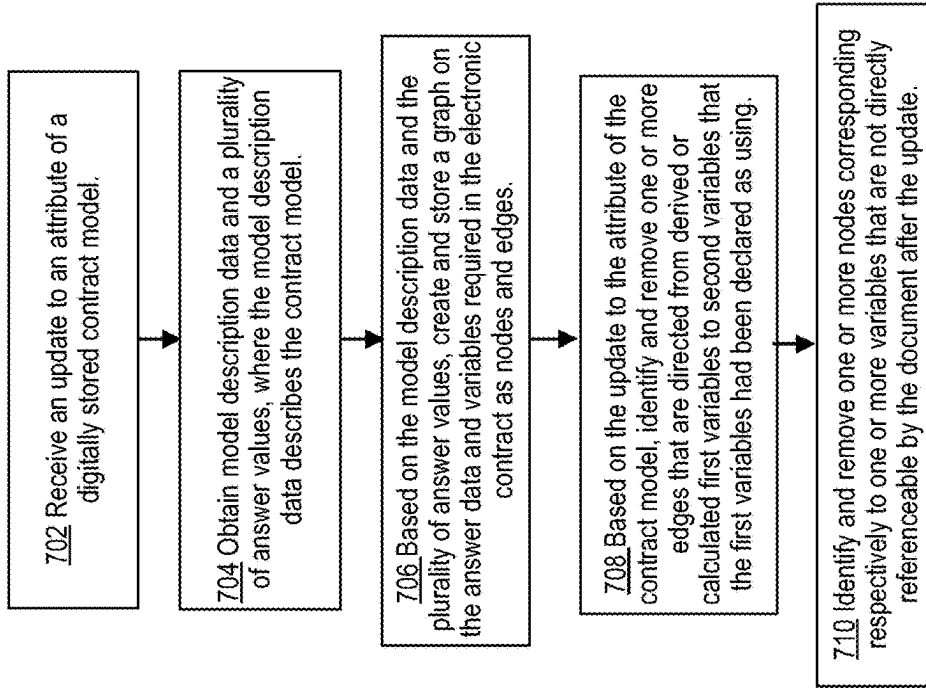 702 Receive an update to an attribute of a
digitally stored contract model.
704 Obtain model description data and a plurality
of answer values, where the model description
data describes the contract model.
706 Based on the model description data and the
plurality of answer values, create and store a graph on
the answer data and variables required in the electronic
contract as nodes and edges.
708 Based on the update to the attribute of the
contract model, identify and remove one or more
edges that are directed from derived or
calculated first variables to second variables that
the first variables had been declared as using.
710 Identify and remove one or more nodes corresponding
respectively to one or more variables that are not directly
referenceable by the document after the update.